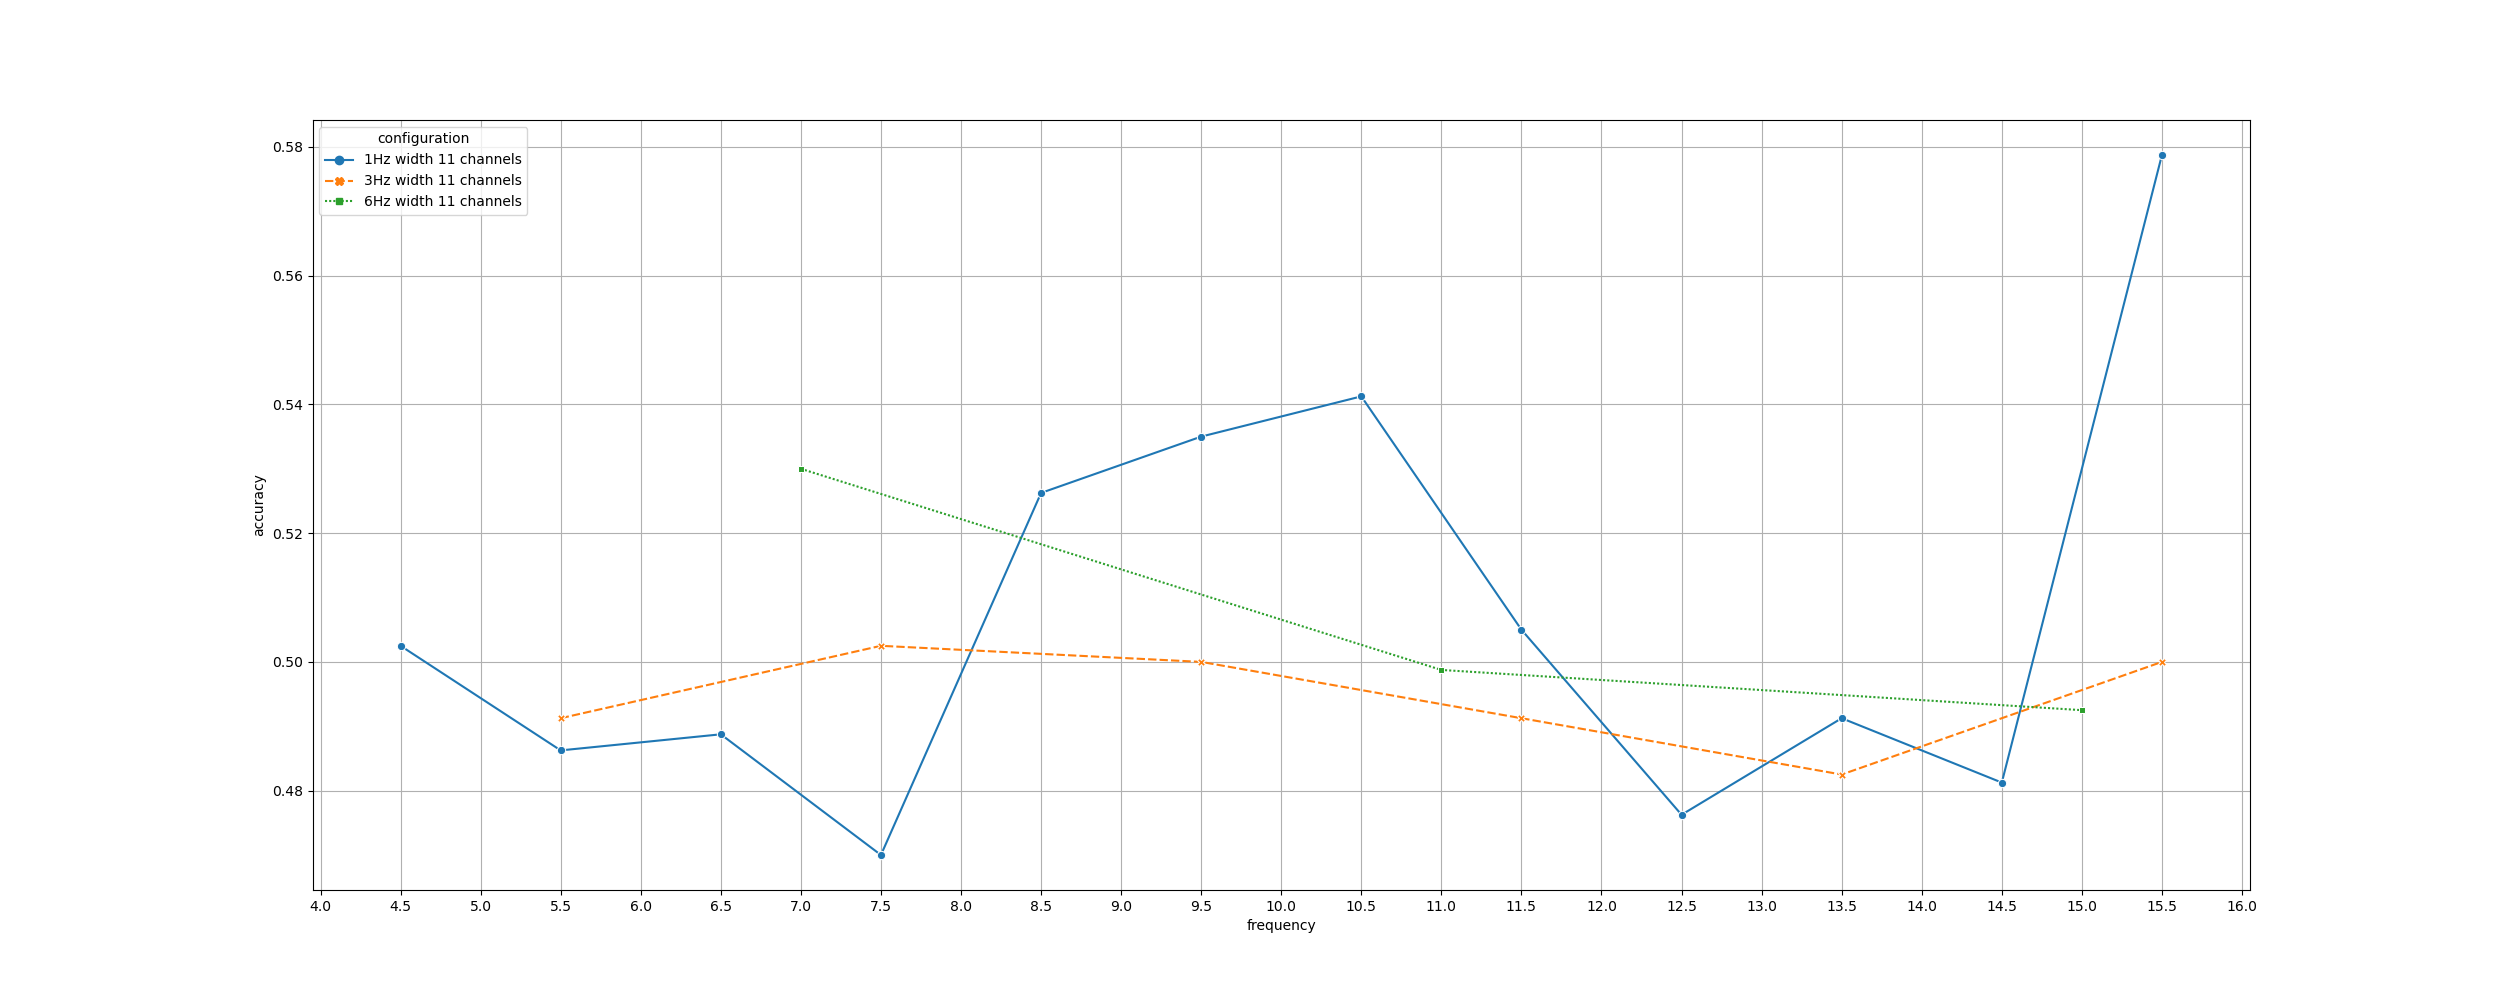 configuration
1Hz width 11 channels
3Hz width 11 channels
6Hz width 11 channels
0.58
0.56
0.54
0.52
0.50
0.48
accuracy
4.0 4.5 5.0 5.5 6.0 6.5 7.0 7.5 8.0 8.5 9.0 9.5 10.0 10.5 11.0 11.5 12.0 12.5 13.0 13.5 14.0 14.5 15.0 15.5 16.0
frequency